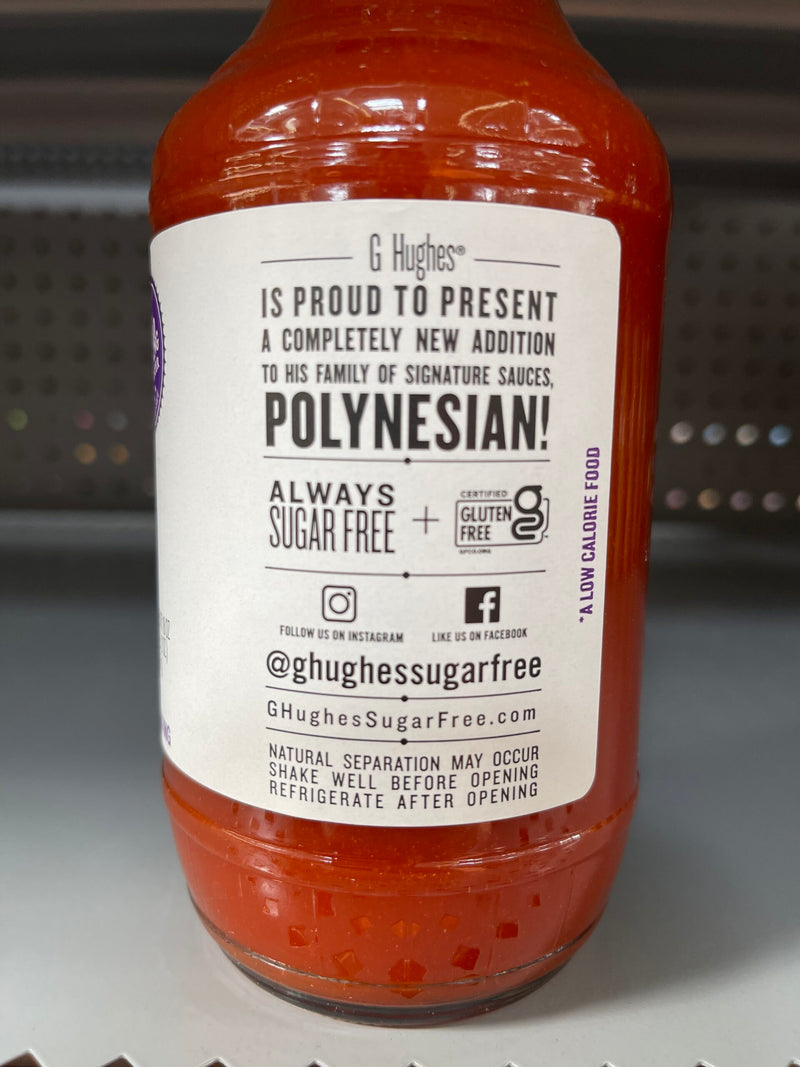 G Hughes®
IS PROUD TO PRESENT
A COMPLETELY NEW ADDITION
TO HIS FAMILY OF SIGNATURE SAUCES,
POLYNESIAN!
ALWAYS
SUGAR FREE
+
CERTIFIED
GLUTEN
FREE
FOLLOW US ON INSTAGRAM
LIKE US ON FACEBOOK
@ghughessugarfree
GHughesSugarFree.com
NATURAL SEPARATION MAY OCCUR
SHAKE WELL BEFORE OPENING
REFRIGERATE AFTER OPENING
*A LOW CALORIE FOOD